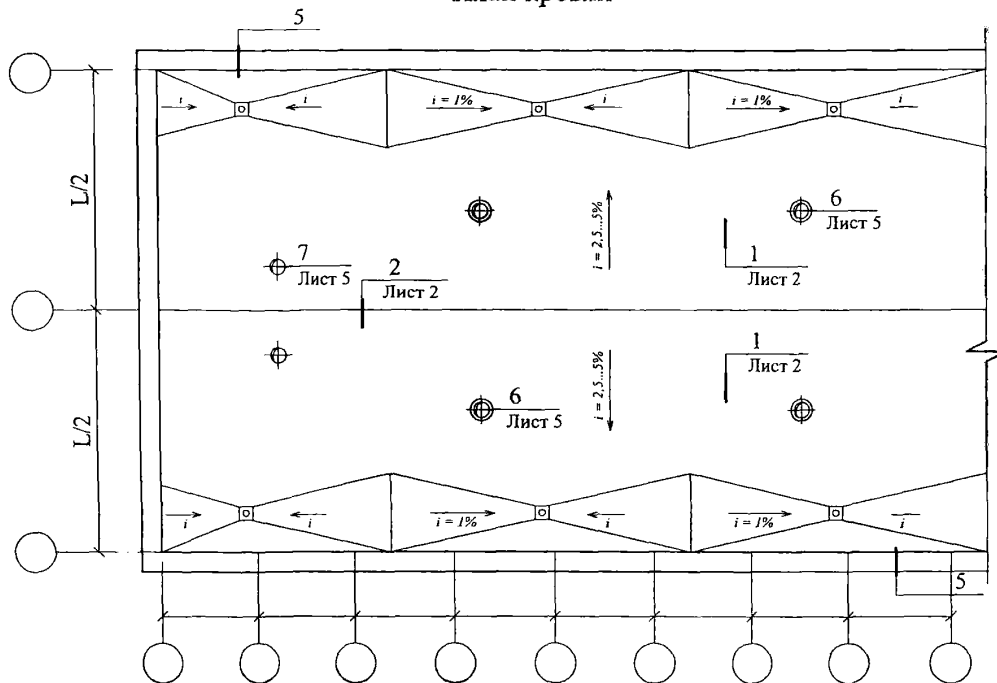 5
i
i
i = 1%
i
i = 1%
i
L/2
6
Лист 5
i = 2,5...5%
7
Лист 5
2
Лист 2
1
Лист 2
1
Лист 2
i = 2,5...5%
6
Лист 5
L/2
i
i
i = 1%
i
i = 1%
i
5